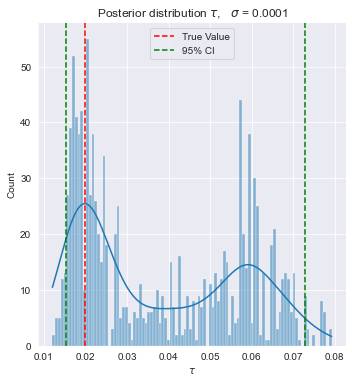 Posterior distribution τ, σ = 0.0001
True Value
95% CI
Count
50
40
30
20
10
0
0.01 0.02 0.03 0.04 0.05 0.06 0.07 0.08
τ